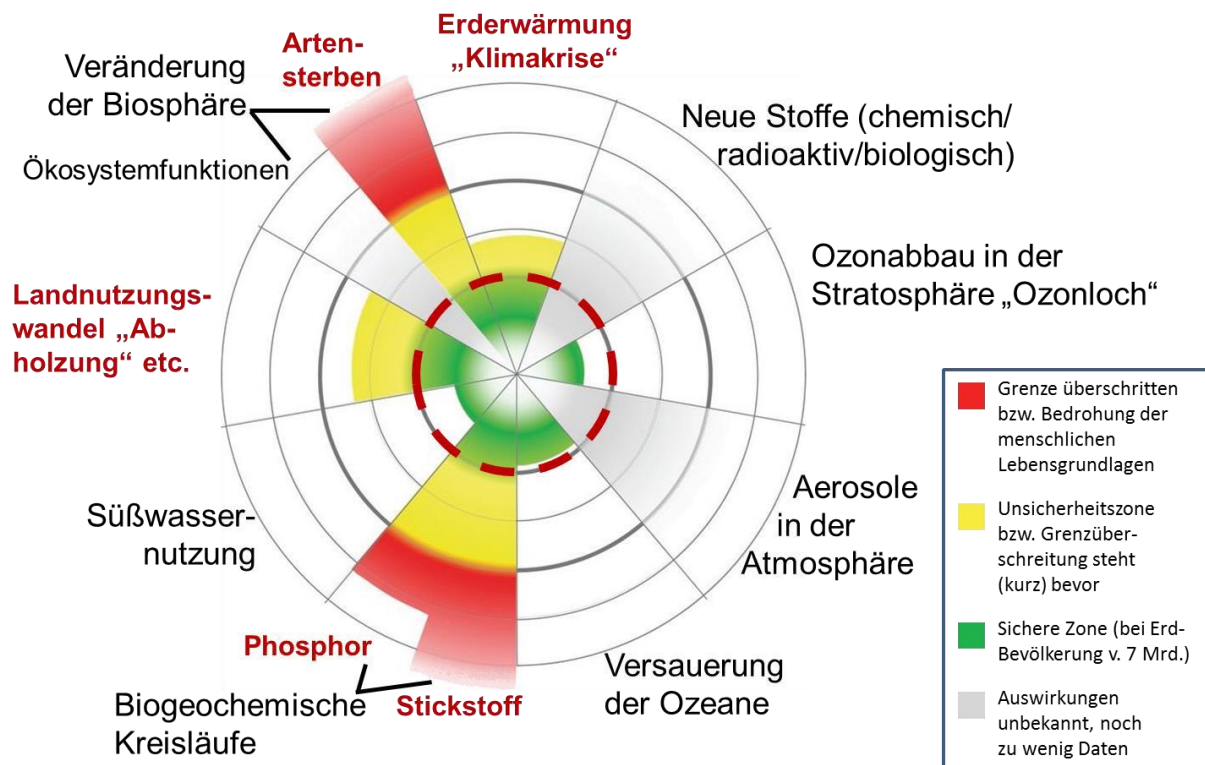 Erderwärmung
„Klimakrise“
Arten-
sterben
Veränderung
der Biosphäre
Ökosystemfunktionen
Neue Stoffe (chemisch/
radioaktiv/biologisch)
Ozonabbau in der
Stratosphäre „Ozonloch“
Landnutzungs-
wandel „Ab-
holzung“ etc.
Süßwasser-
nutzung
Aerosole
in der
Atmosphäre
Phosphor
Stickstoff
Biogeochemische
Kreisläufe
Versauerung
der Ozeane
Grenze überschritten
bzw. Bedrohung der
menschlichen
Lebensgrundlagen
Unsicherheitszone
bzw. Grenzüber-
schreitung steht
(kurz) bevor
Sichere Zone (bei Erd-
Bevölkerung v. 7 Mrd.)
Auswirkungen
unbekannt, noch
zu wenig Daten